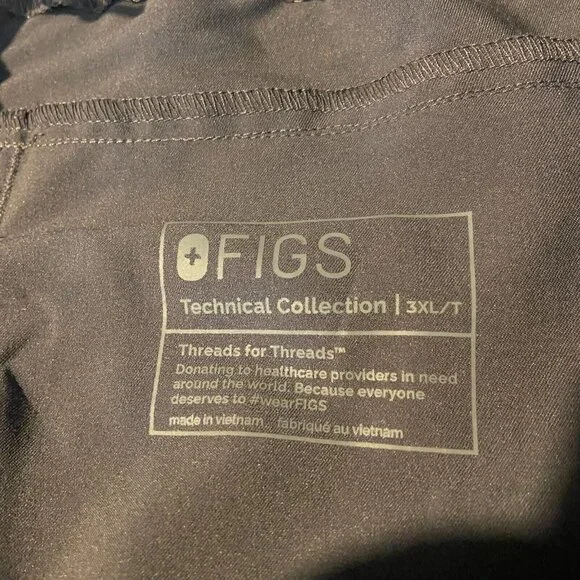 FIGS
Technical Collection | 3XL/T
Threads for Threads™
Donating to healthcare providers in need
around the world. Because everyone
deserves to #wearFIGS
made in vietnam. fabriqué au vietnam